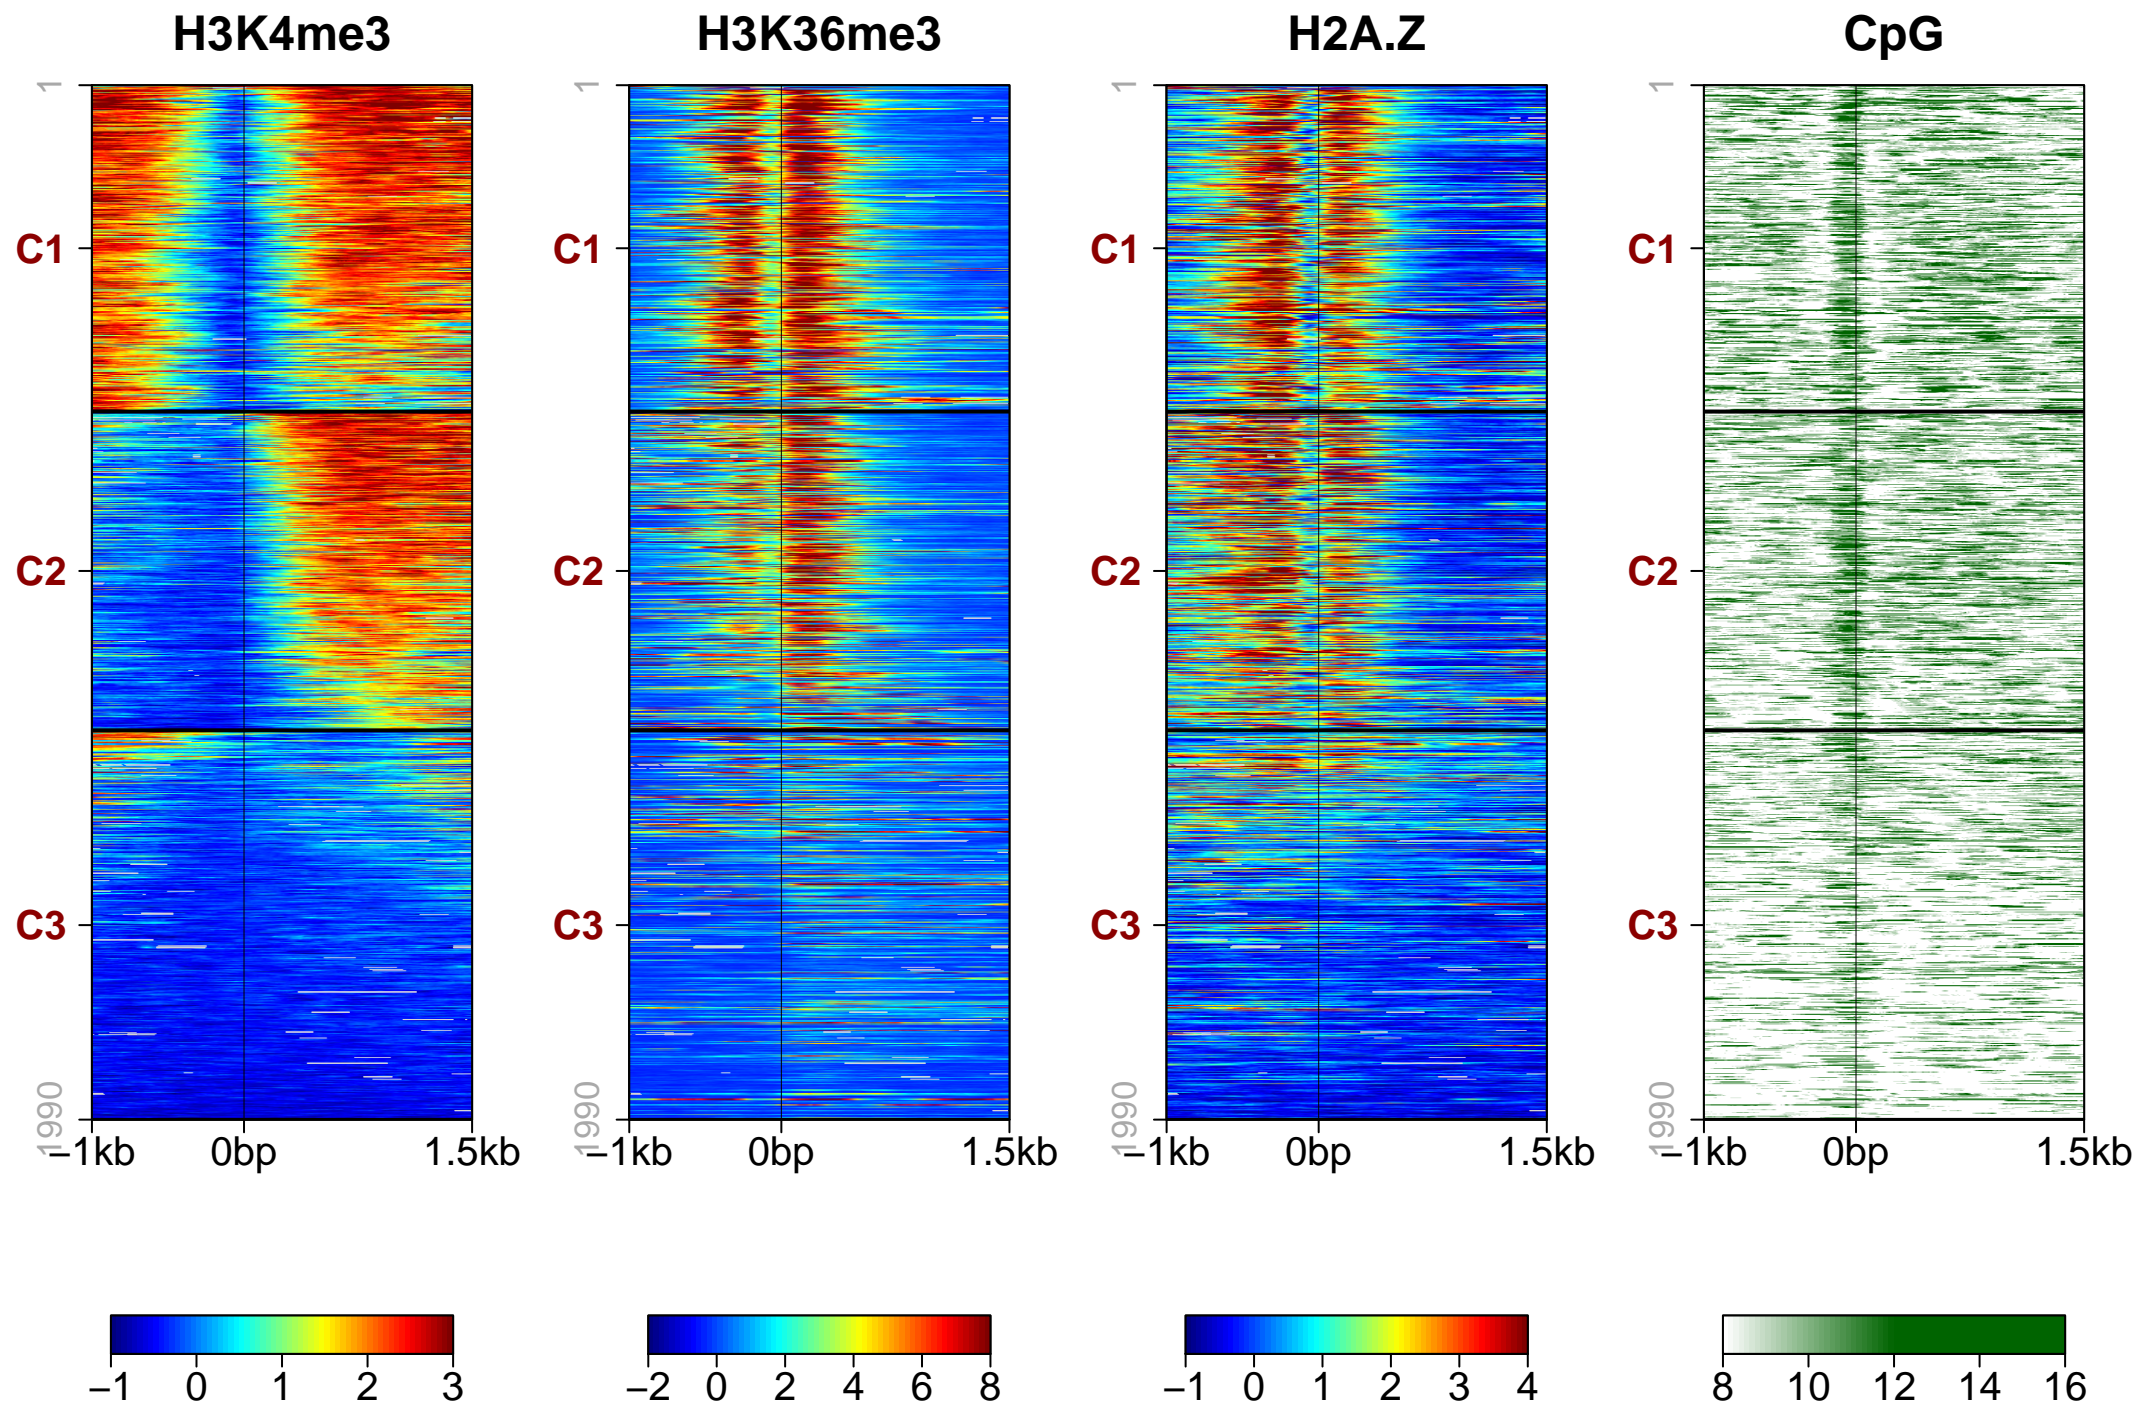 H3K4me3 H3K36me3 H2A.Z CpG
1 1 1 1
C1 C1 C1 C1
C2 C2 C2 C2
C3 C3 C3 C3
1990 1990 1990 1990
−1kb 0bp 1.5kb −1kb 0bp 1.5kb −1kb 0bp 1.5kb −1kb 0bp 1.5kb
−1 0 1 2 3 −2 0 2 4 6 8 −1 0 1 2 3 4 8 10 12 14 16